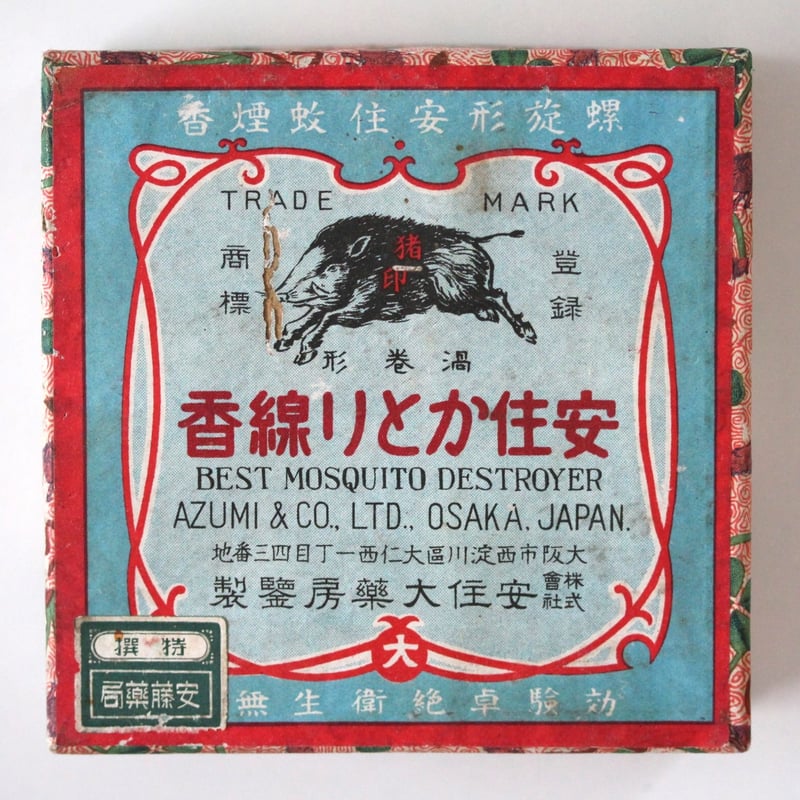 螺旋形安住蚊煙香
TRADE MARK
登録
商標
猪印
渦卷形
安住かとり線香
BEST MOSQUITO DESTROYER
AZUMI & CO., LTD., OSAKA, JAPAN.
大阪市西淀川區大仁西一丁目四三番地
株式會社安住大藥房鑒製
大
効験卓絶衛生無
特撰
安藤藥局